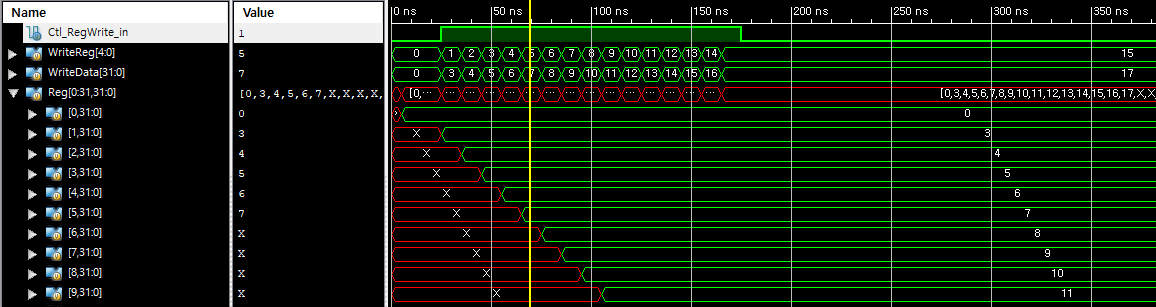 Name Value 0 ns 50 ns 100 ns 150 ns 200 ns 250 ns 300 ns 350 ns
Ctl_RegWrite_in 1
WriteReg[4:0] 5 0 1 2 3 4 5 6 7 8 9 10 11 12 13 14 15
WriteData[31:0] 7 0 3 4 5 6 7 8 9 10 11 12 13 14 15 16 17
Reg[0:31,31:0] [0,3,4,5,6,7,X,X,X,X, [0,... ... ... ... ... ... ... ... ... ... ... ... ... ... ... [0,3,4,5,6,7,8,9,10,11,12,13,14,15,16,17,X,X
[0,31:0] 0 0
[1,31:0] 3 X 3
[2,31:0] 4 X 4
[3,31:0] 5 X 5
[4,31:0] 6 X 6
[5,31:0] 7 X 7
[6,31:0] X X 8
[7,31:0] X X 9
[8,31:0] X X 10
[9,31:0] X X 11